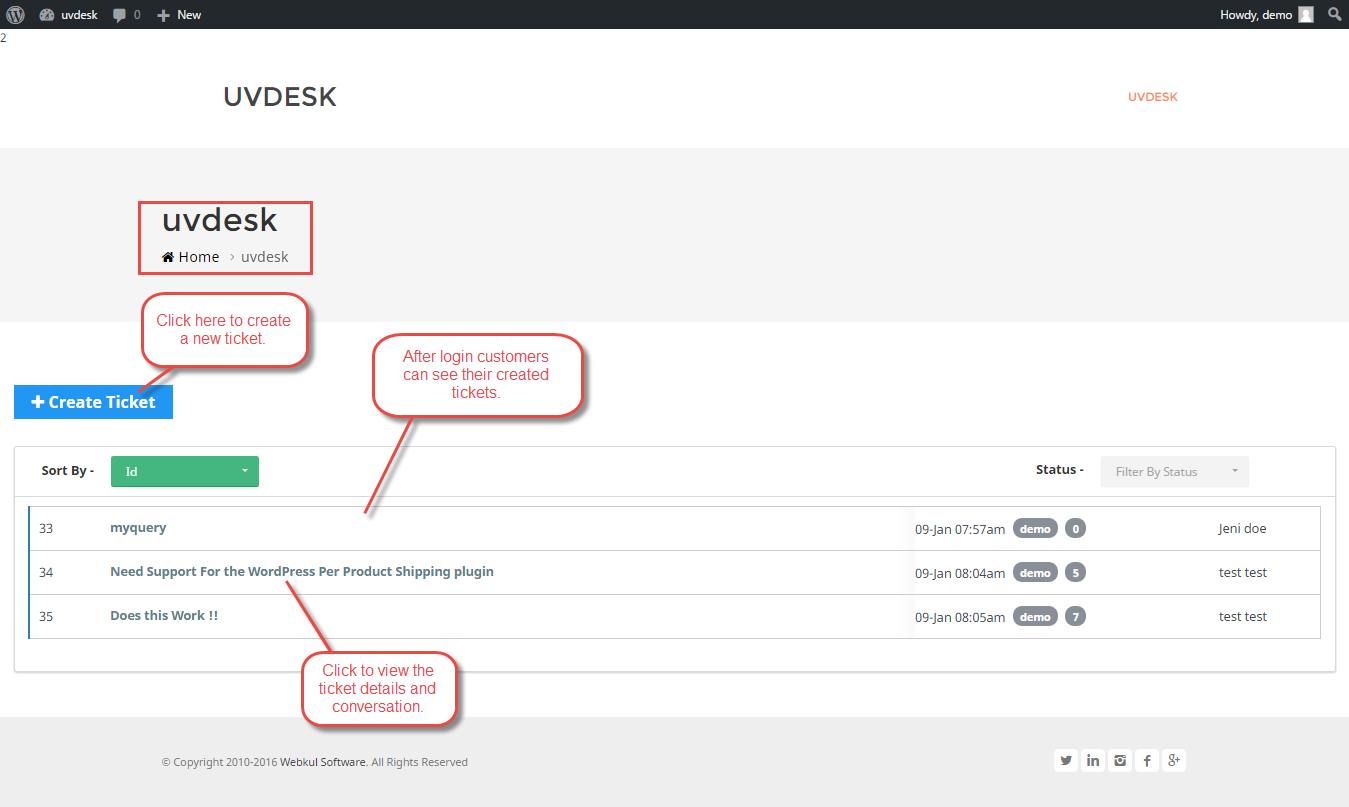 uvdesk 0 New Howdy, demo
2
UVDESK UVDESK
uvdesk
Home › uvdesk
Click here to create
a new ticket.
After login customers
can see their created
tickets.
Create Ticket
Sort By - Id Status - Filter By Status
33 myquery 09-Jan 07:57am demo 0 Jeni doe
34 Need Support For the WordPress Per Product Shipping plugin 09-Jan 08:04am demo 5 test test
35 Does this Work !! 09-Jan 08:05am demo 7 test test
Click to view the
ticket details and
conversation.
© Copyright 2010-2016 Webkul Software. All Rights Reserved